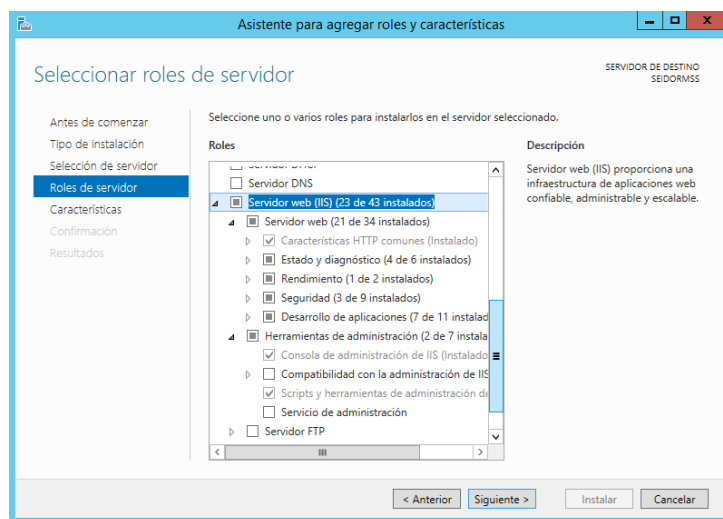 Asistente para agregar roles y características
Seleccionar roles de servidor
SERVIDOR DE DESTINO
SEIDORMSS
Antes de comenzar
Tipo de instalación
Selección de servidor
Roles de servidor
Características
Confirmación
Resultados
Seleccione uno o varios roles para instalarlos en el servidor seleccionado.
Roles
Servidor DHCP
Servidor DNS
Servidor web (IIS) (23 de 43 instalados)
Servidor web (21 de 34 instalados)
Características HTTP comunes (Instalado)
Estado y diagnóstico (4 de 6 instalados)
Rendimiento (1 de 2 instalados)
Seguridad (3 de 9 instalados)
Desarrollo de aplicaciones (7 de 11 instalad
Herramientas de administración (2 de 7 instala
Consola de administración de IIS (Instalado
Compatibilidad con la administración de IIS
Scripts y herramientas de administración de
Servicio de administración
Servidor FTP
Descripción
Servidor web (IIS) proporciona una
infraestructura de aplicaciones web
confiable, administrable y escalable.
< Anterior
Siguiente >
Instalar
Cancelar